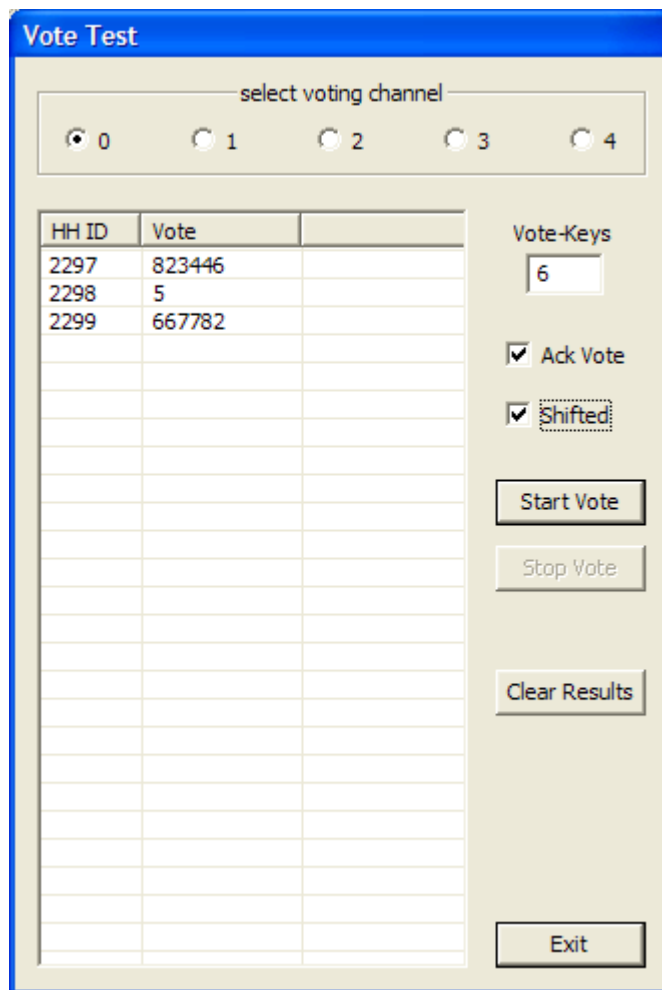 Vote Test
select voting channel
0 1 2 3 4
HH ID Vote
2297 823446
2298 5
2299 667782
Vote-Keys
6
Ack Vote
Shifted
Start Vote
Stop Vote
Clear Results
Exit